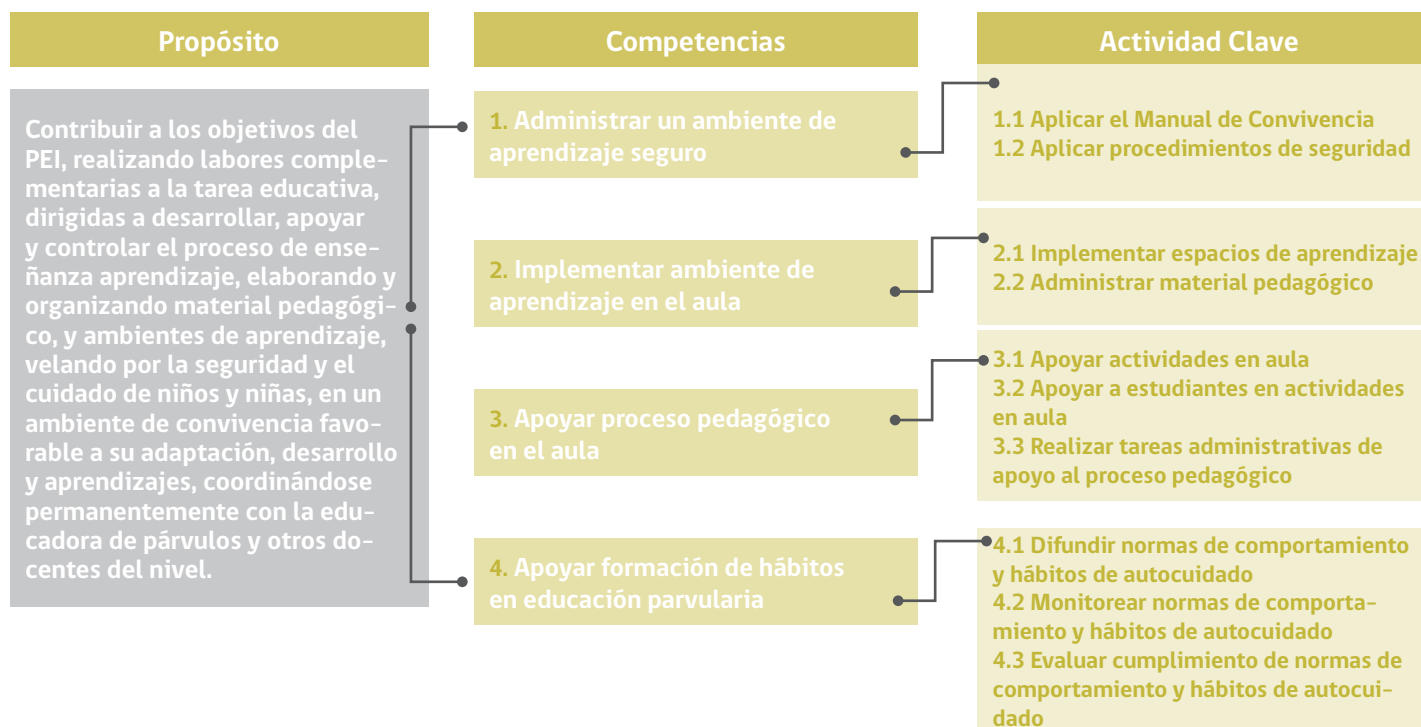 Propósito
Contribuir a los objetivos del
PEI, realizando labores comple-
mentarias a la tarea educativa,
dirigidas a desarrollar, apoyar
y controlar el proceso de ense-
ñanza aprendizaje, elaborando y
organizando material pedagógi-
co, y ambientes de aprendizaje,
velando por la seguridad y el
cuidado de niños y niñas, en un
ambiente de convivencia favo-
rable a su adaptación, desarrollo
y aprendizajes, coordinándose
permanentemente con la edu-
cadora de párvulos y otros do-
centes del nivel.
Competencias
1. Administrar un ambiente de
aprendizaje seguro
2. Implementar ambiente de
aprendizaje en el aula
3. Apoyar proceso pedagógico
en el aula
4. Apoyar formación de hábitos
en educación parvularia
Actividad Clave
1.1 Aplicar el Manual de Convivencia
1.2 Aplicar procedimientos de seguridad
2.1 Implementar espacios de aprendizaje
2.2 Administrar material pedagógico
3.1 Apoyar actividades en aula
3.2 Apoyar a estudiantes en actividades
en aula
3.3 Realizar tareas administrativas de
apoyo al proceso pedagógico
4.1 Difundir normas de comportamiento
y hábitos de autocuidado
4.2 Monitorear normas de comporta-
miento y hábitos de autocuidado
4.3 Evaluar cumplimiento de normas de
comportamiento y hábitos de autocui-
dado